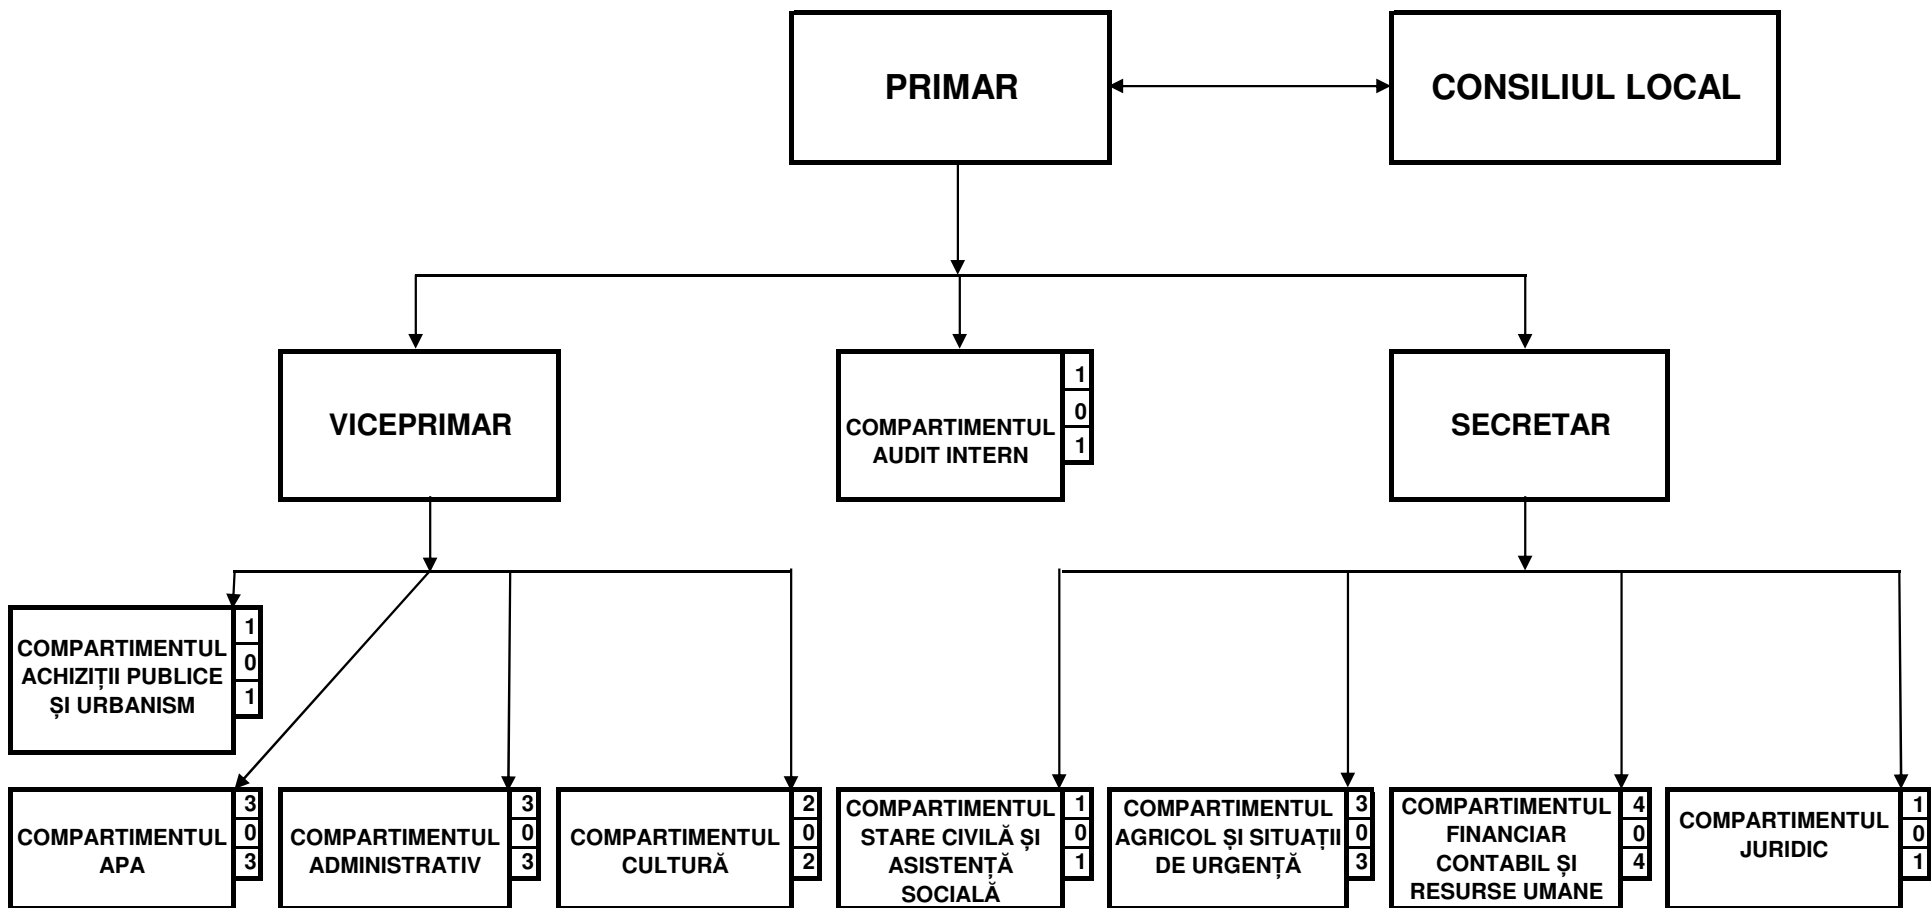 PRIMAR
CONSILIUL LOCAL
VICEPRIMAR
COMPARTIMENTUL
AUDIT INTERN
1
0
1
SECRETAR
COMPARTIMENTUL
ACHIZIȚII PUBLICE
ȘI URBANISM
1
0
1
COMPARTIMENTUL
APA
3
0
3
COMPARTIMENTUL
ADMINISTRATIV
3
0
3
COMPARTIMENTUL
CULTURĂ
2
0
2
COMPARTIMENTUL
STARE CIVILĂ ȘI
ASISTENȚĂ
SOCIALĂ
1
0
1
COMPARTIMENTUL
AGRICOL ȘI SITUAȚII
DE URGENȚĂ
3
0
3
COMPARTIMENTUL
FINANCIAR
CONTABIL ȘI
RESURSE UMANE
4
0
4
COMPARTIMENTUL
JURIDIC
1
0
1